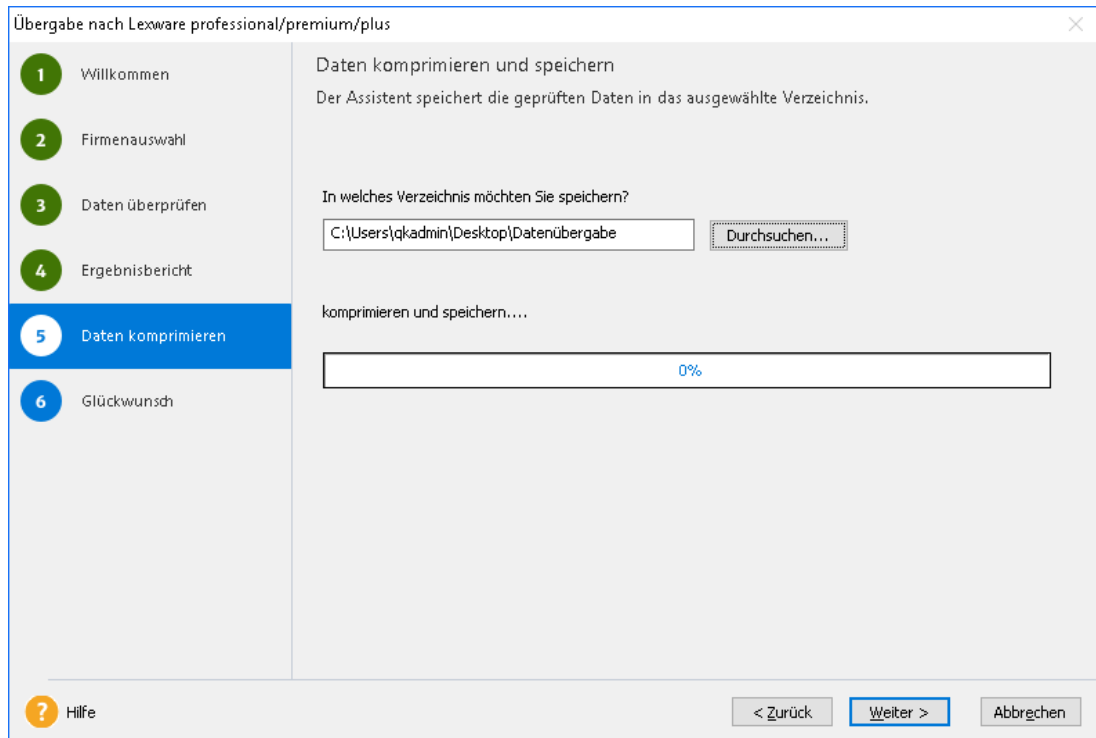 Übergabe nach Lexware professional/premium/plus
1 Willkommen
2 Firmenauswahl
3 Daten überprüfen
4 Ergebnisbericht
5 Daten komprimieren
6 Glückwunsch
Daten komprimieren und speichern
Der Assistent speichert die geprüften Daten in das ausgewählte Verzeichnis.
In welches Verzeichnis möchten Sie speichern?
C:\Users\qkadmin\Desktop\Datenübergabe
Durchsuchen...
komprimieren und speichern....
0%
? Hilfe
< Zurück
Weiter >
Abbrechen